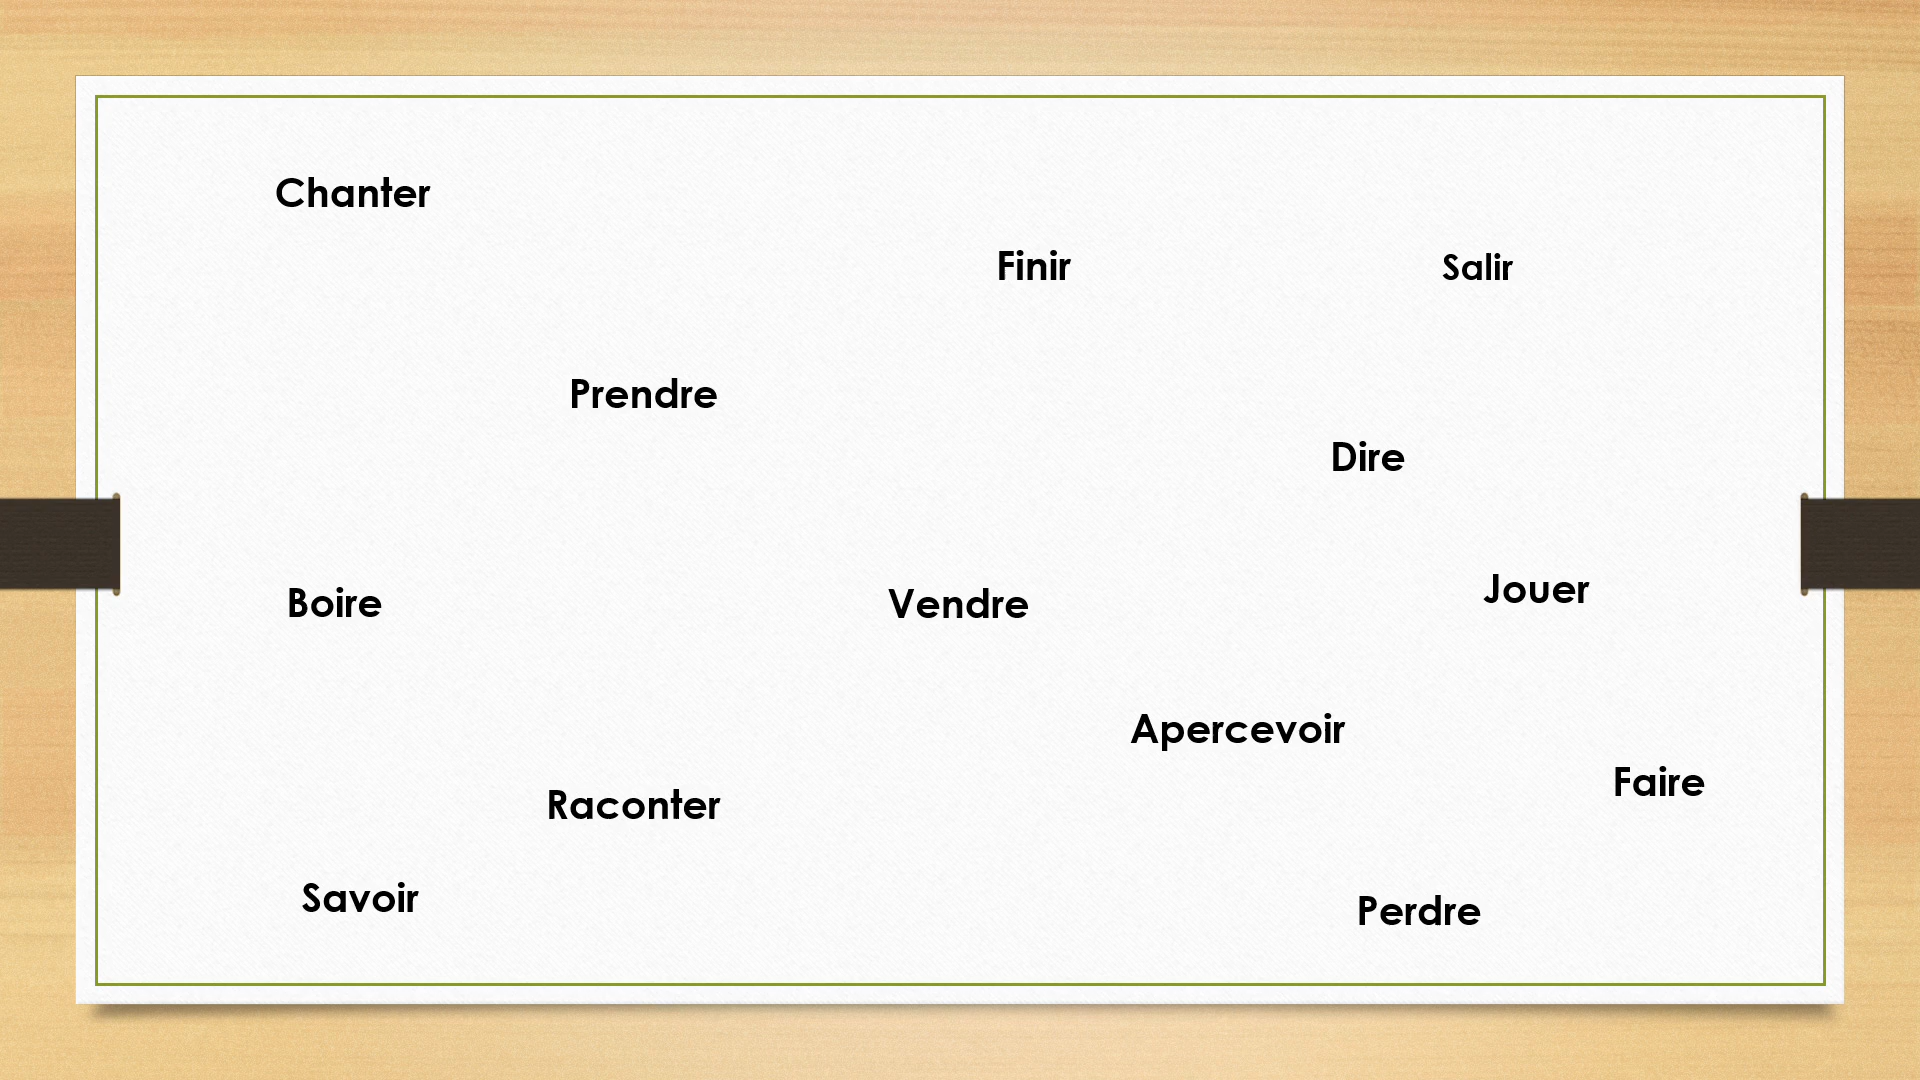 Chanter
Finir
Salir
Prendre
Dire
Boire
Vendre
Jouer
Apercevoir
Faire
Raconter
Savoir
Perdre